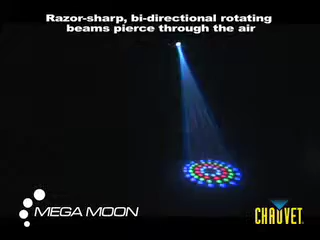 Razor-sharp, bi-directional rotating
beams pierce through the air
MEGA MOON
CHAUVET